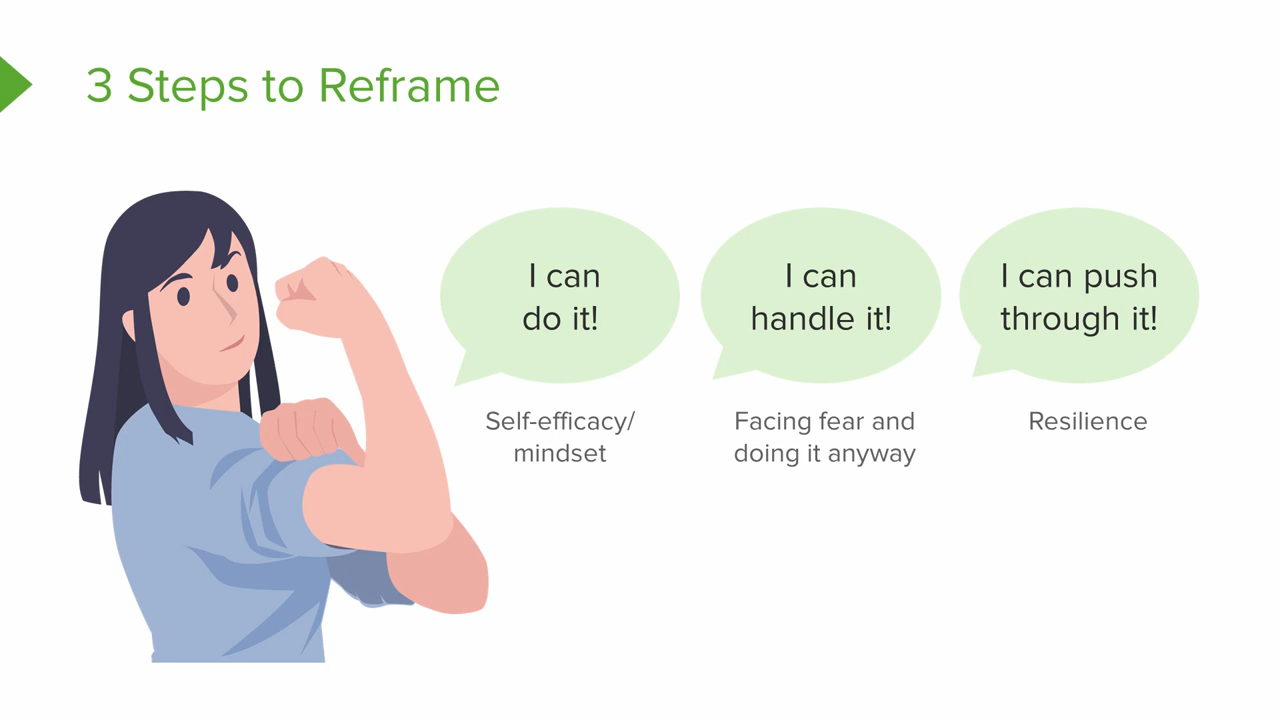 3 Steps to Reframe
I can
do it!
I can
handle it!
I can push
through it!
Self-efficacy/
mindset
Facing fear and
doing it anyway
Resilience